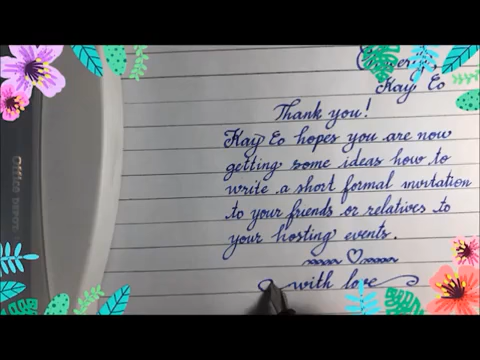 Kay Eo
Thank you!
Kay Eo hopes you are now
getting some ideas how to
write a short formal invitation
to your friends or relatives to
your hosting events.
with love
Office DEPOT